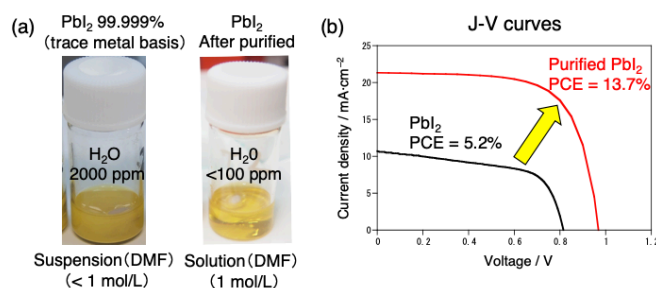 (a)
PbI₂ 99.999%
(trace metal basis)
PbI₂
After purified
H₂O
2000 ppm
H₂0
<100 ppm
Suspension(DMF)
(< 1 mol/L)
Solution(DMF)
(1 mol/L)
(b)
J-V curves
Current density / mA·cm⁻²
25
20
15
10
5
0
Purified PbI₂
PCE = 13.7%
PbI₂
PCE = 5.2%
0
0. 2
0. 4
0. 6
0. 8
1
1. 2
Voltage / V